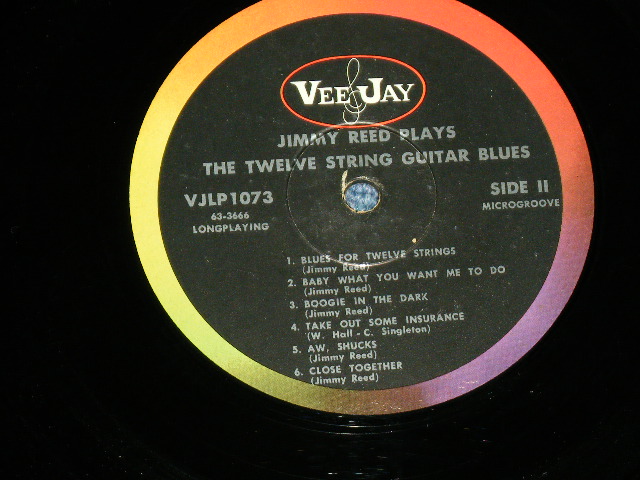 VEE JAY
JIMMY REED PLAYS
THE TWELVE STRING GUITAR BLUES
VJLP1073
63-3666
LONGPLAYING
SIDE II
MICROGROOVE
1. BLUES FOR TWELVE STRINGS
(Jimmy Reed)
2. BABY WHAT YOU WANT ME TO DO
(Jimmy Reed)
3. BOOGIE IN THE DARK
(Jimmy Reed)
4. TAKE OUT SOME INSURANCE
(W. Hall - C. Singleton)
5. AW, SHUCKS
(Jimmy Reed)
6. CLOSE TOGETHER
(Jimmy Reed)